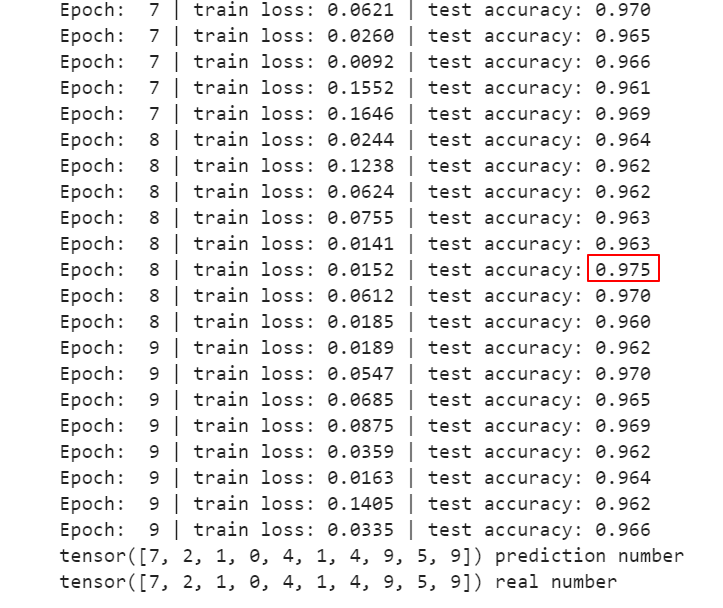 Epoch:  7 | train loss: 0.0621 | test accuracy: 0.970
Epoch:  7 | train loss: 0.0260 | test accuracy: 0.965
Epoch:  7 | train loss: 0.0092 | test accuracy: 0.966
Epoch:  7 | train loss: 0.1552 | test accuracy: 0.961
Epoch:  7 | train loss: 0.1646 | test accuracy: 0.969
Epoch:  8 | train loss: 0.0244 | test accuracy: 0.964
Epoch:  8 | train loss: 0.1238 | test accuracy: 0.962
Epoch:  8 | train loss: 0.0624 | test accuracy: 0.962
Epoch:  8 | train loss: 0.0755 | test accuracy: 0.963
Epoch:  8 | train loss: 0.0141 | test accuracy: 0.963
Epoch:  8 | train loss: 0.0152 | test accuracy: 0.975
Epoch:  8 | train loss: 0.0612 | test accuracy: 0.970
Epoch:  8 | train loss: 0.0185 | test accuracy: 0.960
Epoch:  9 | train loss: 0.0189 | test accuracy: 0.962
Epoch:  9 | train loss: 0.0547 | test accuracy: 0.970
Epoch:  9 | train loss: 0.0685 | test accuracy: 0.965
Epoch:  9 | train loss: 0.0875 | test accuracy: 0.969
Epoch:  9 | train loss: 0.0359 | test accuracy: 0.962
Epoch:  9 | train loss: 0.0163 | test accuracy: 0.964
Epoch:  9 | train loss: 0.1405 | test accuracy: 0.962
Epoch:  9 | train loss: 0.0335 | test accuracy: 0.966
tensor([7, 2, 1, 0, 4, 1, 4, 9, 5, 9]) prediction number
tensor([7, 2, 1, 0, 4, 1, 4, 9, 5, 9]) real number